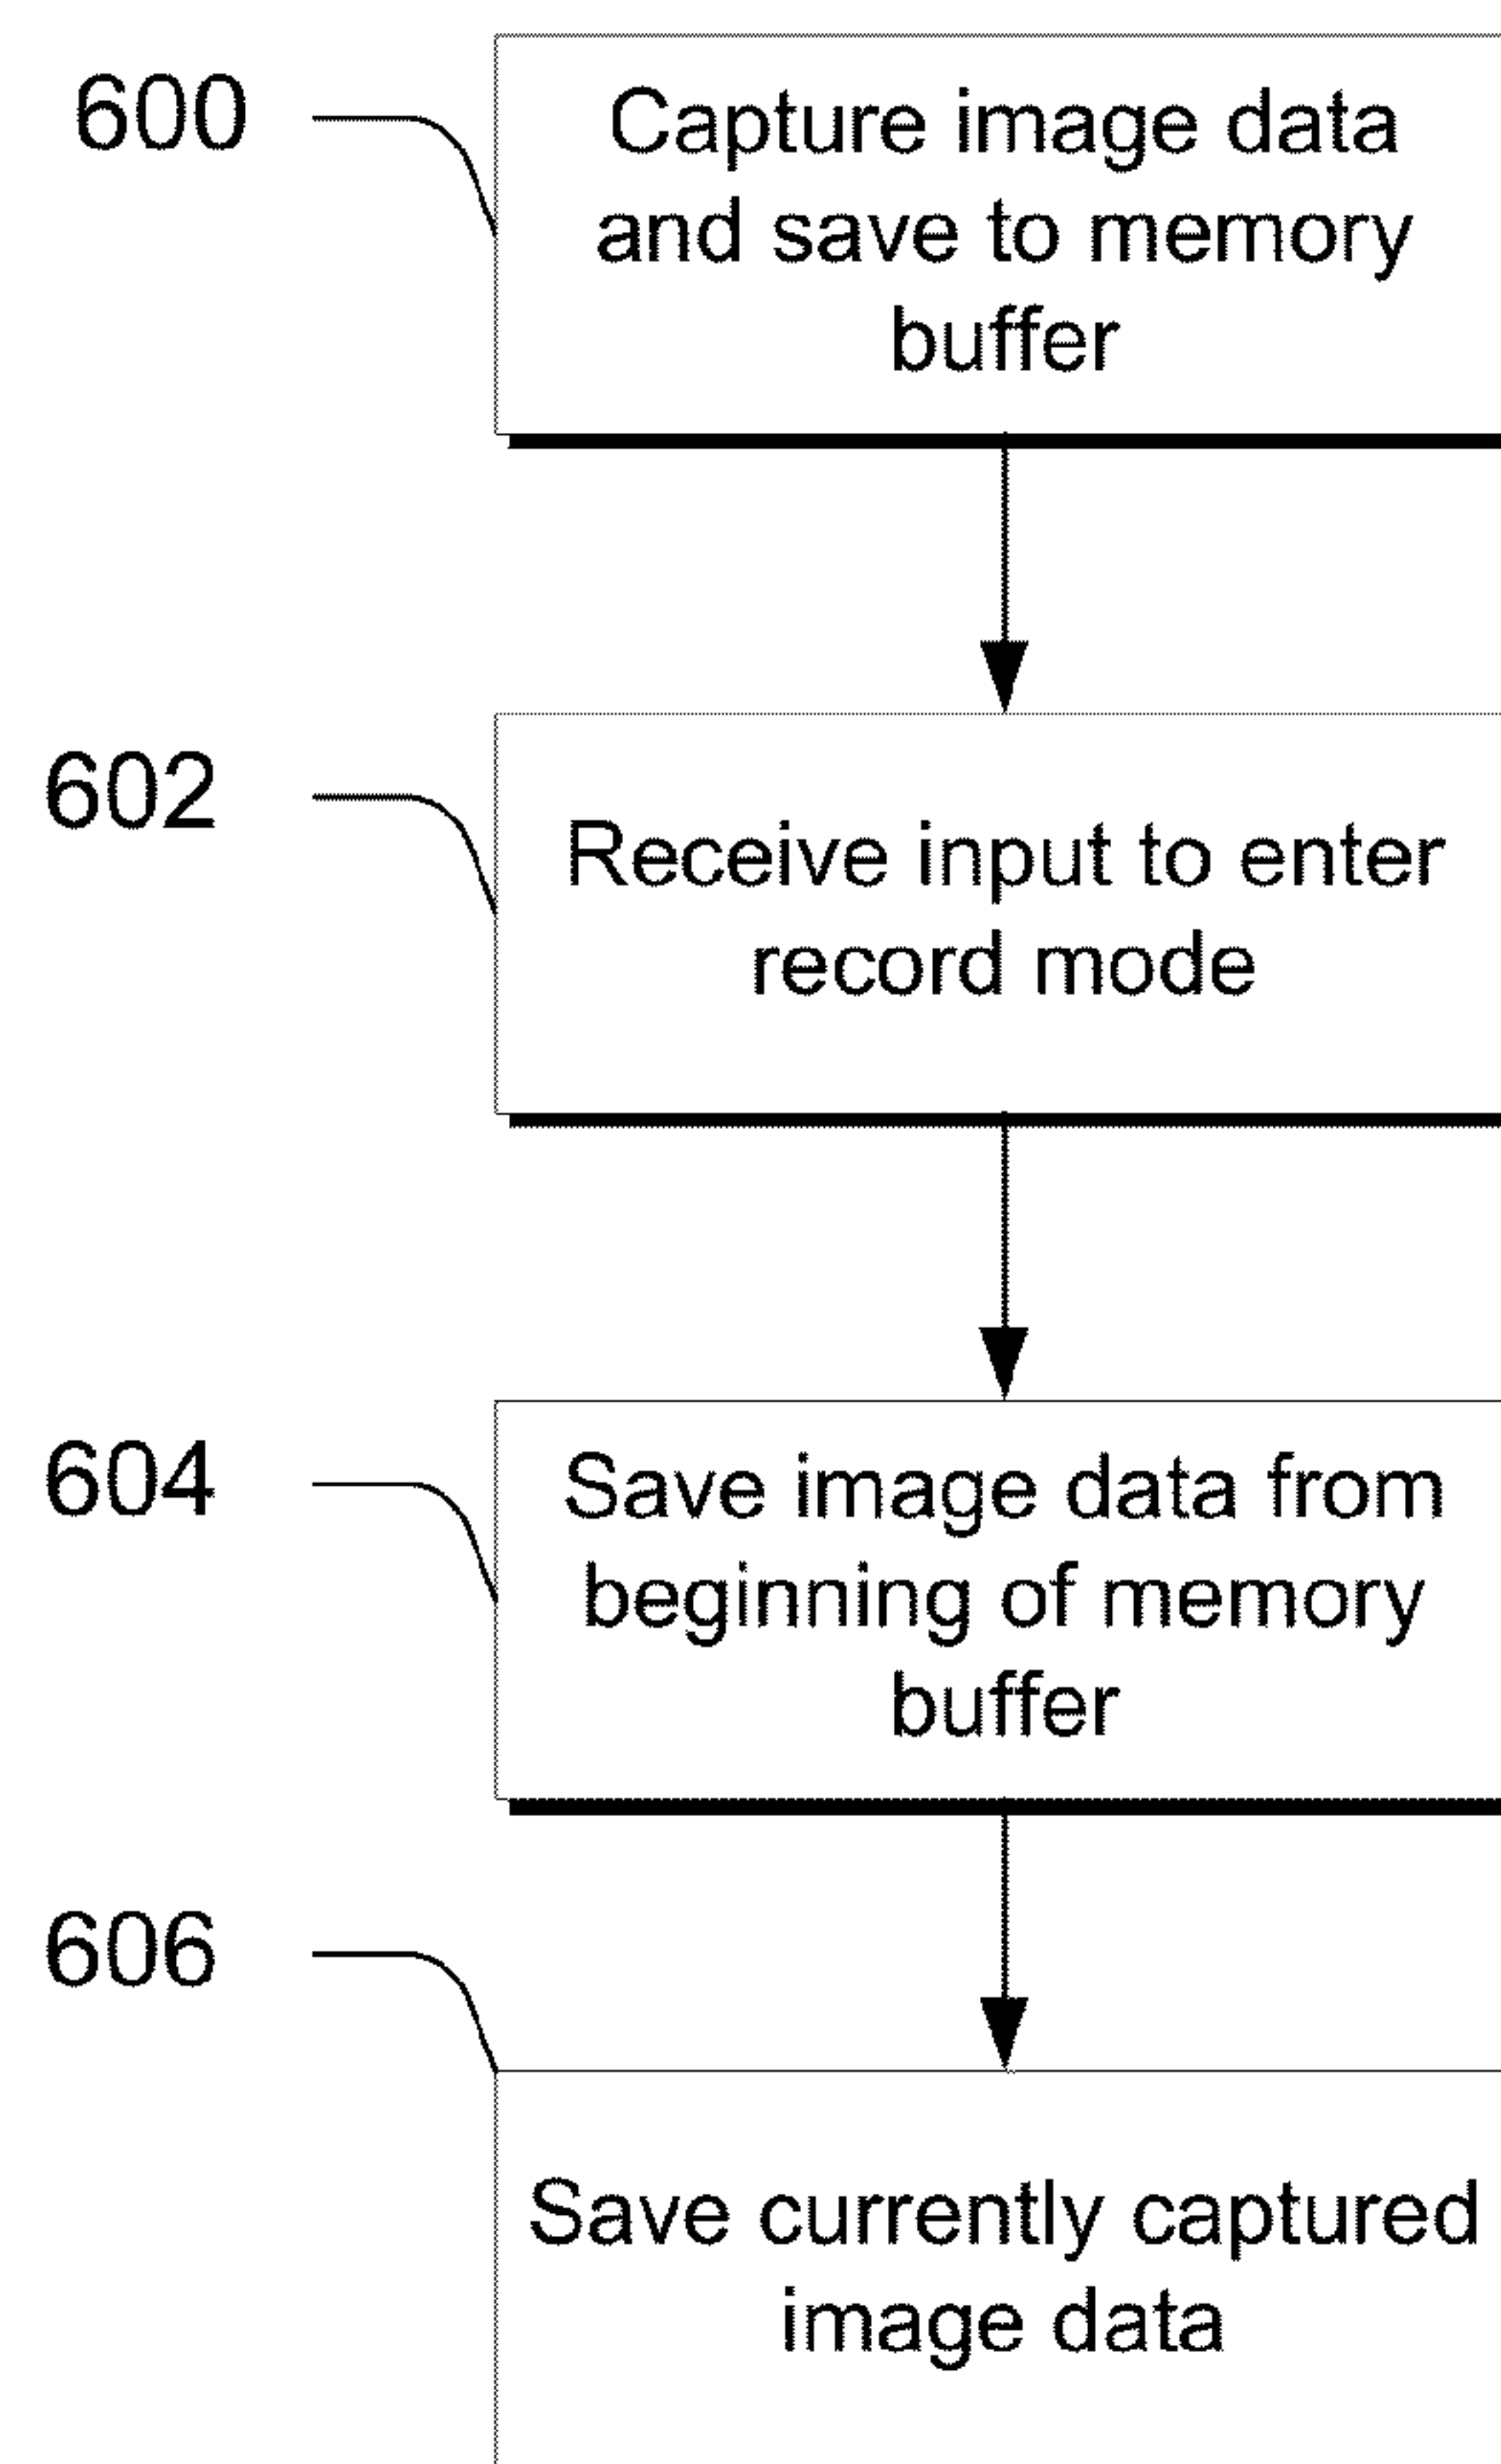 600
Capture image data
and save to memory
buffer
602
Receive input to enter
record mode
604
Save image data from
beginning of memory
buffer
606
Save currently captured
image data